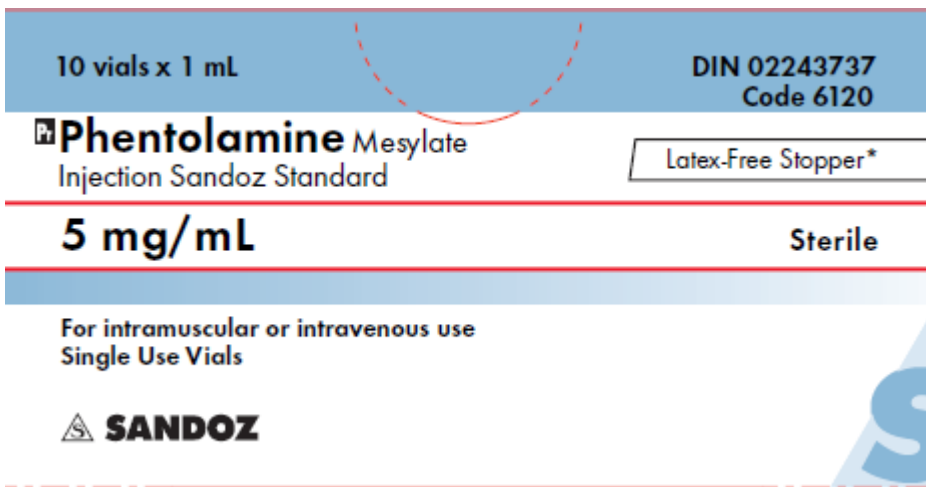 10 vials x 1 mL
DIN 02243737
Code 6120
Pr Phentolamine Mesylate
Injection Sandoz Standard
Latex-Free Stopper*
5 mg/mL
Sterile
For intramuscular or intravenous use
Single Use Vials
S SANDOZ
S